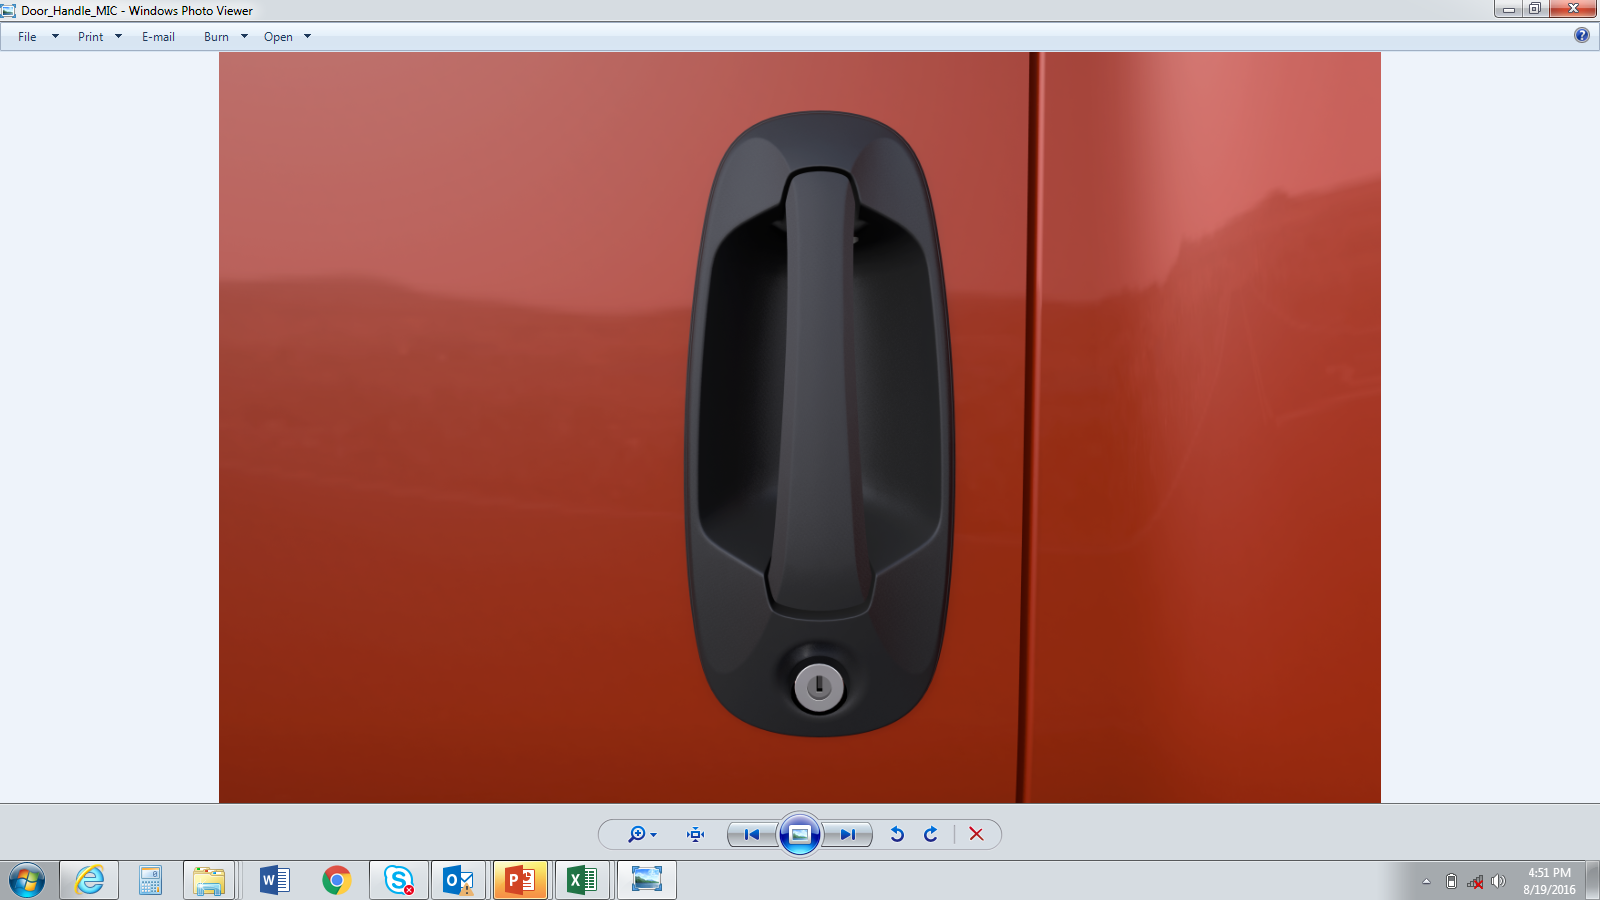 Door_Handle_MIC - Windows Photo Viewer
File Print E-mail Burn Open ?
W O P X
4:51 PM
8/19/2016